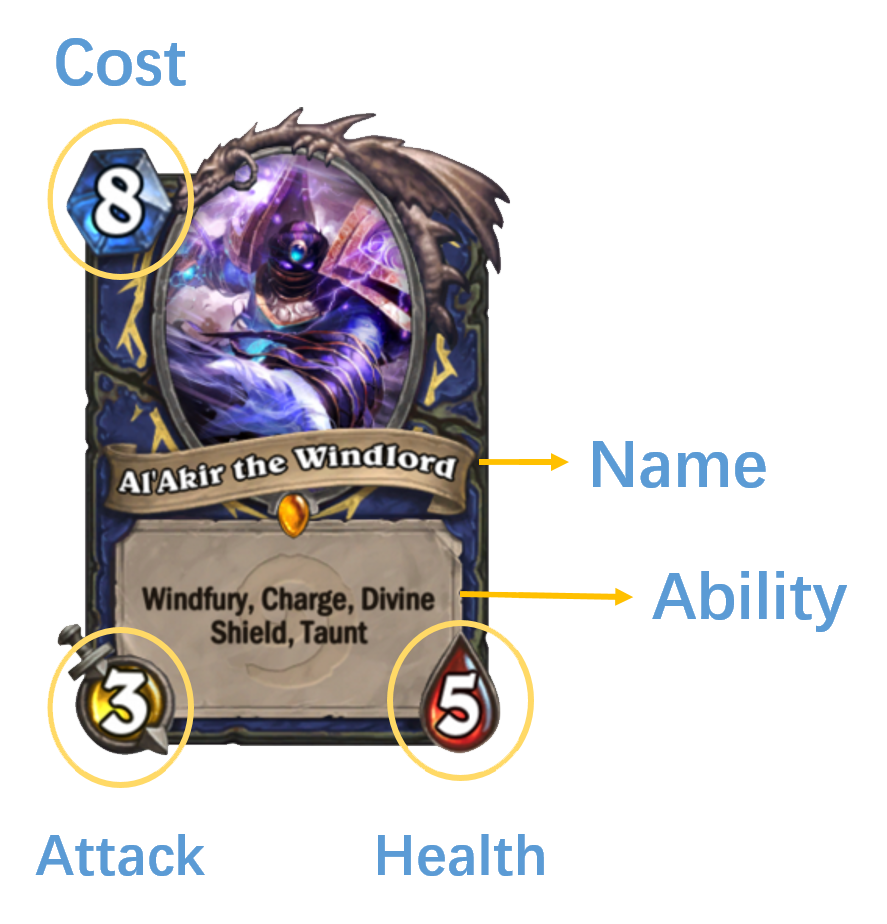 Cost
8
Al'Akir the Windlord
Name
Windfury, Charge, Divine
Shield, Taunt
Ability
3
5
Attack
Health